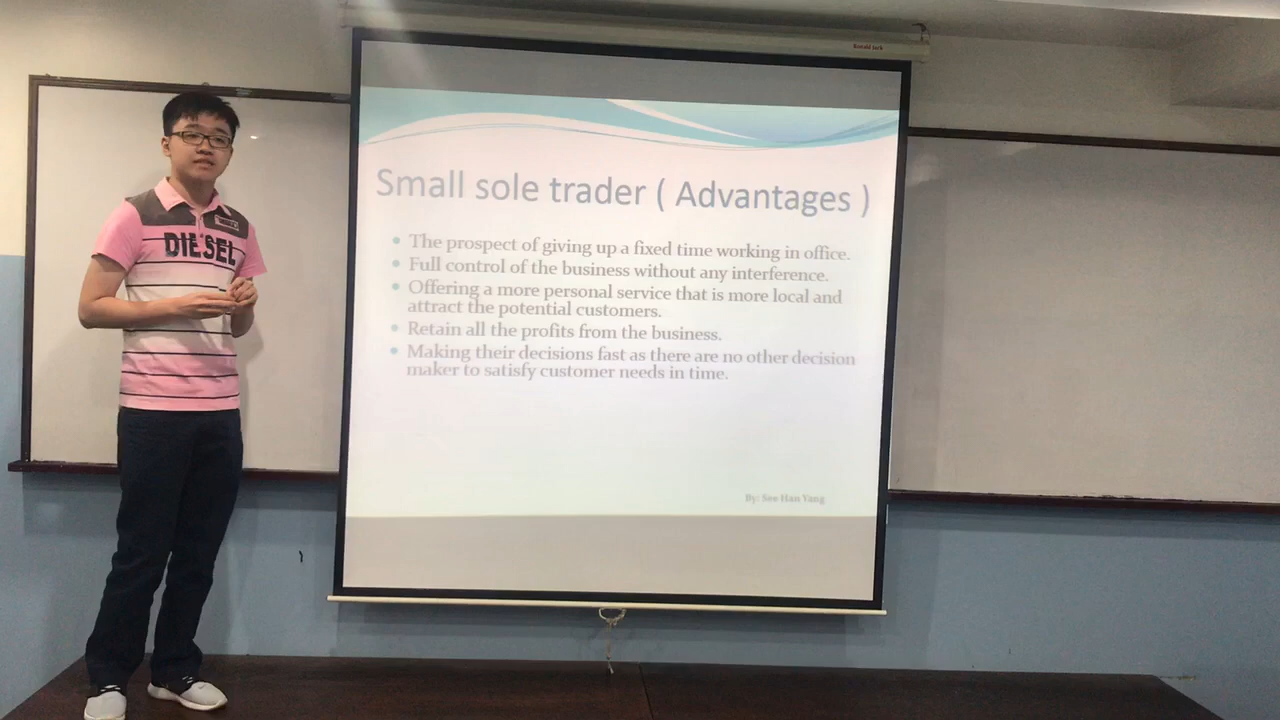 Ronald Jack
DIESEL
Small sole trader ( Advantages )
The prospect of giving up a fixed time working in office.
Full control of the business without any interference.
Offering a more personal service that is more local and
attract the potential customers.
Retain all the profits from the business.
Making their decisions fast as there are no other decision
maker to satisfy customer needs in time.
By: See Han Yang